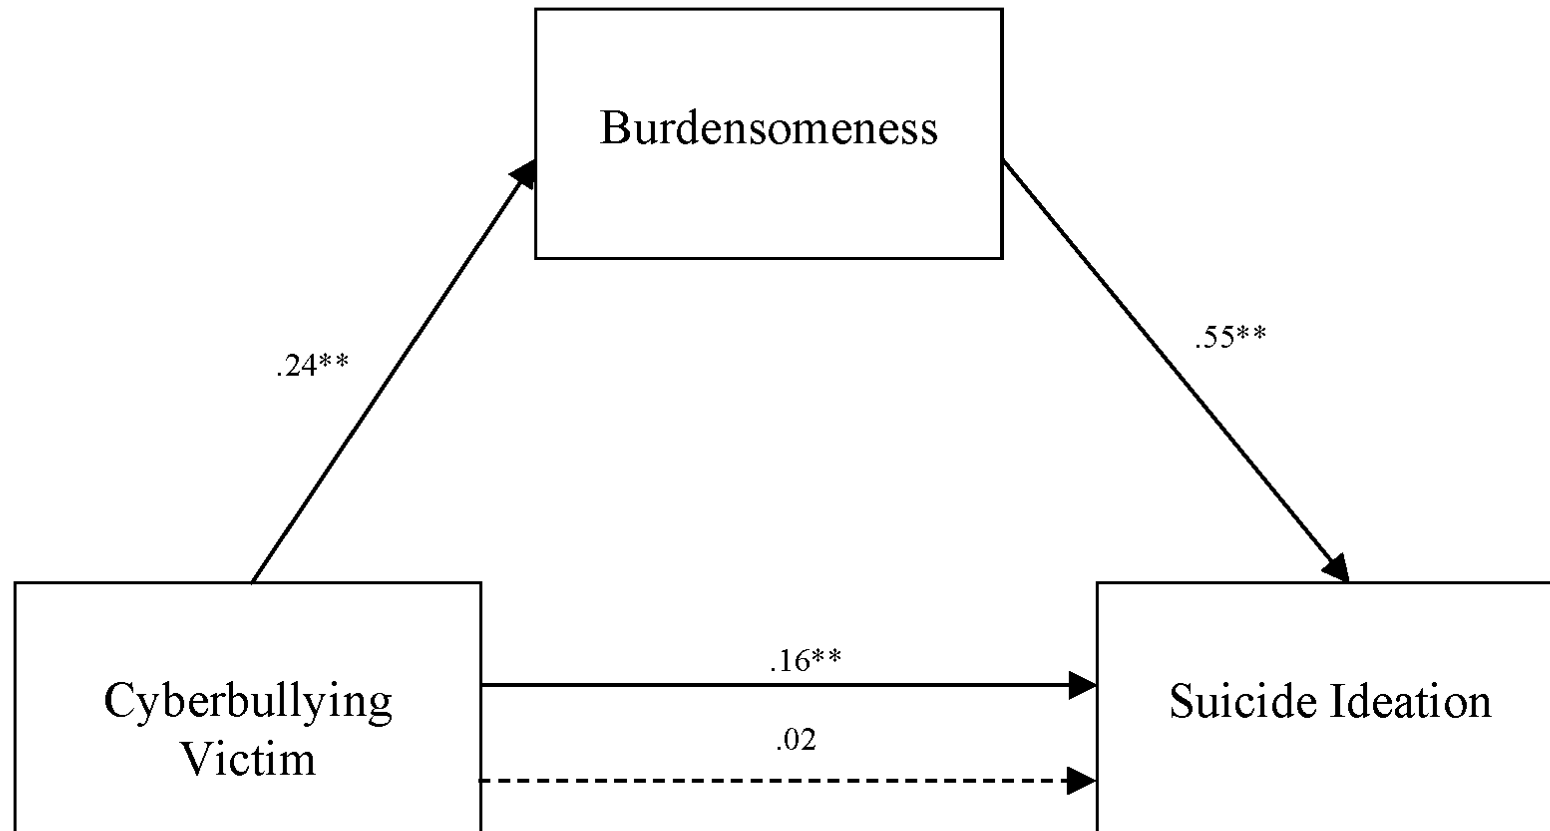 Burdensomeness
.24**
.55**
.16**
Cyberbullying
Victim
.02
Suicide Ideation